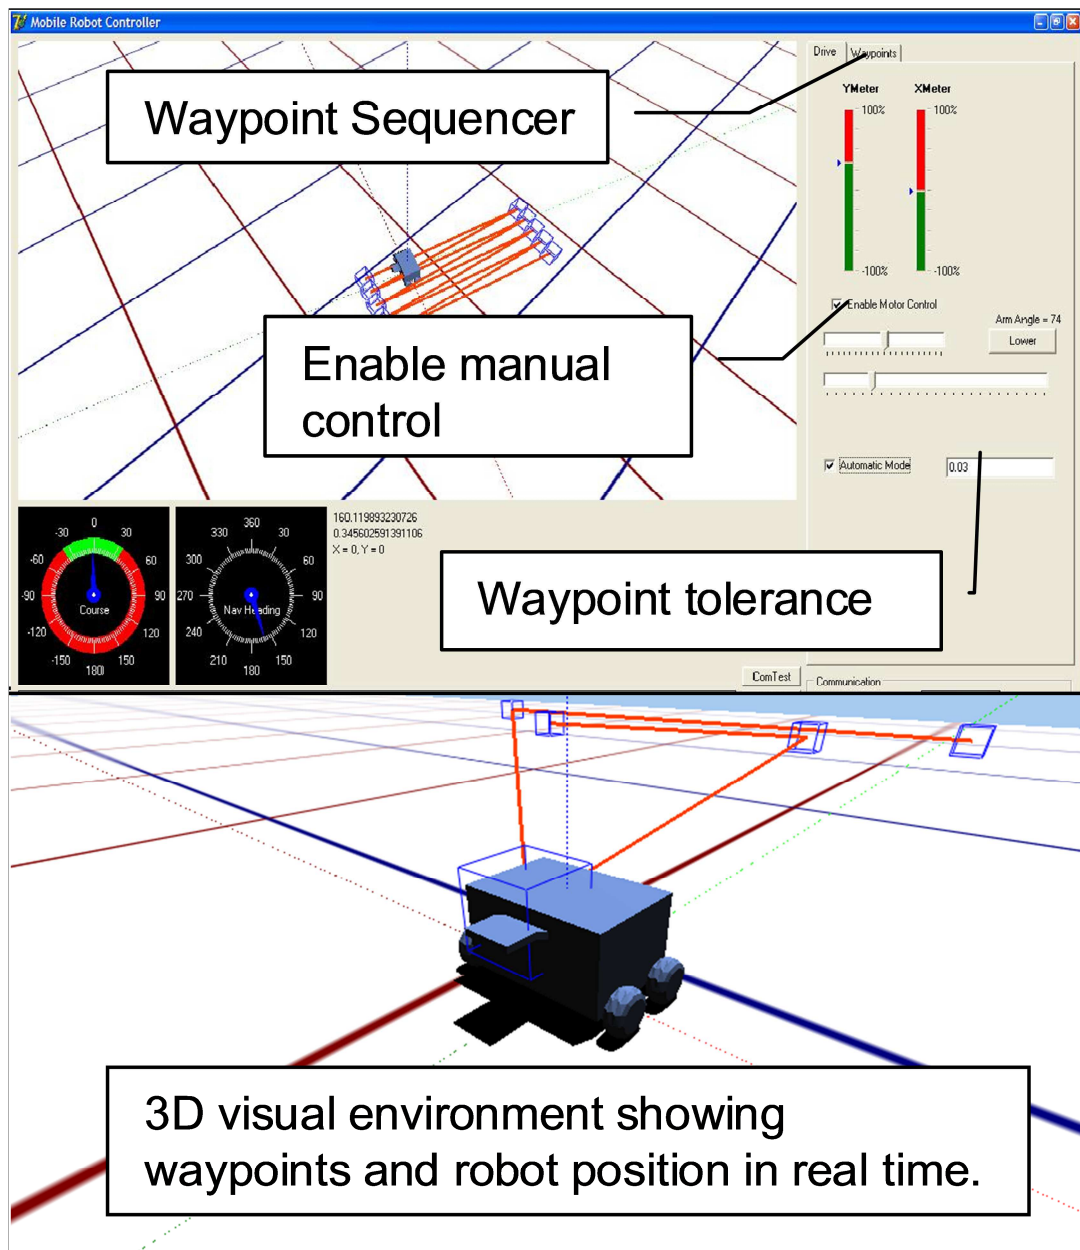 Mobile Robot Controller
Drive
Waypoints
Waypoint Sequencer
YMeter
XMeter
100%
100%
-100%
-100%
Enable Motor Control
Arm Angle = 74
Lower
Enable manual
control
Automatic Mode
0.03
0
-30
30
-60
60
-90
90
Course
-120
120
-150
150
180
360
330
30
300
60
270
90
Nav Heading
240
120
210
150
180
160.119893230726
0.345602591391106
X = 0, Y = 0
Waypoint tolerance
ComTest
Communication
3D visual environment showing
waypoints and robot position in real time.